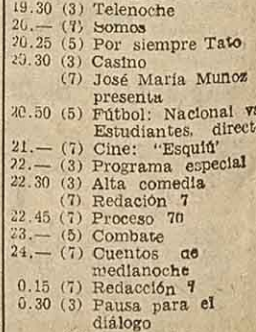 19.30 (3) Telenoche
20.— (7) Somos
20.25 (5) Por siempre Tato
20.30 (3) Casino
(7) José María Muñoz
presenta
20.50 (5) Fútbol: Nacional vs
Estudiantes, direct
21.— (7) Cine: "Esquiú"
22.— (3) Programa especial
22.30 (3) Alta comedia
(7) Redación 7
22.45 (7) Proceso 70
23.— (5) Combate
24.— (7) Cuentos de
medianoche
0.15 (7) Redacción 7
0.30 (3) Pausa para el
diálogo